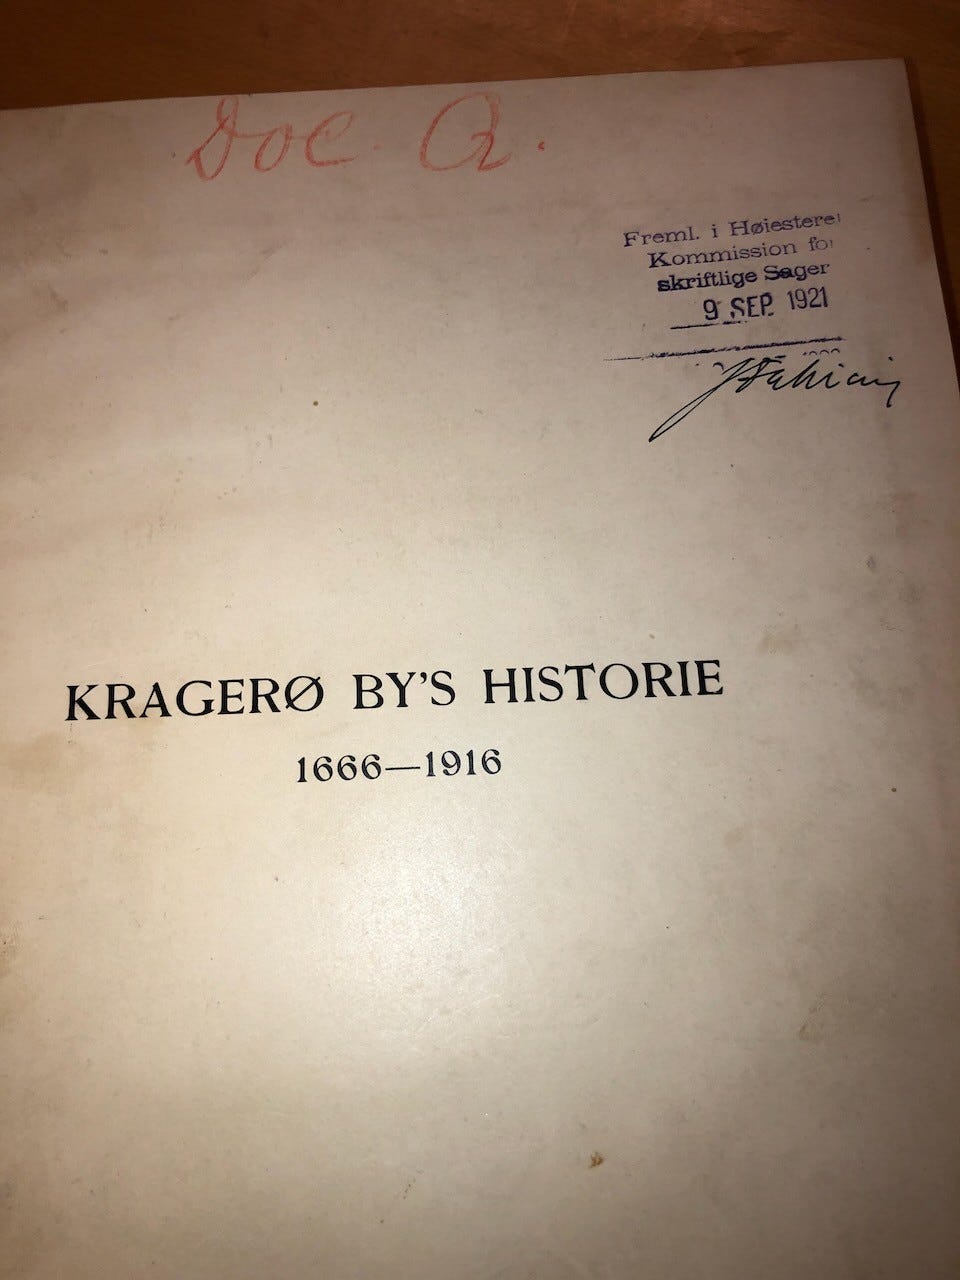 Doc. Q.
Freml. i Høiesteret
Kommission for
skriftlige Sager
9 SEP. 1921
KRAGERØ BY'S HISTORIE
1666—1916